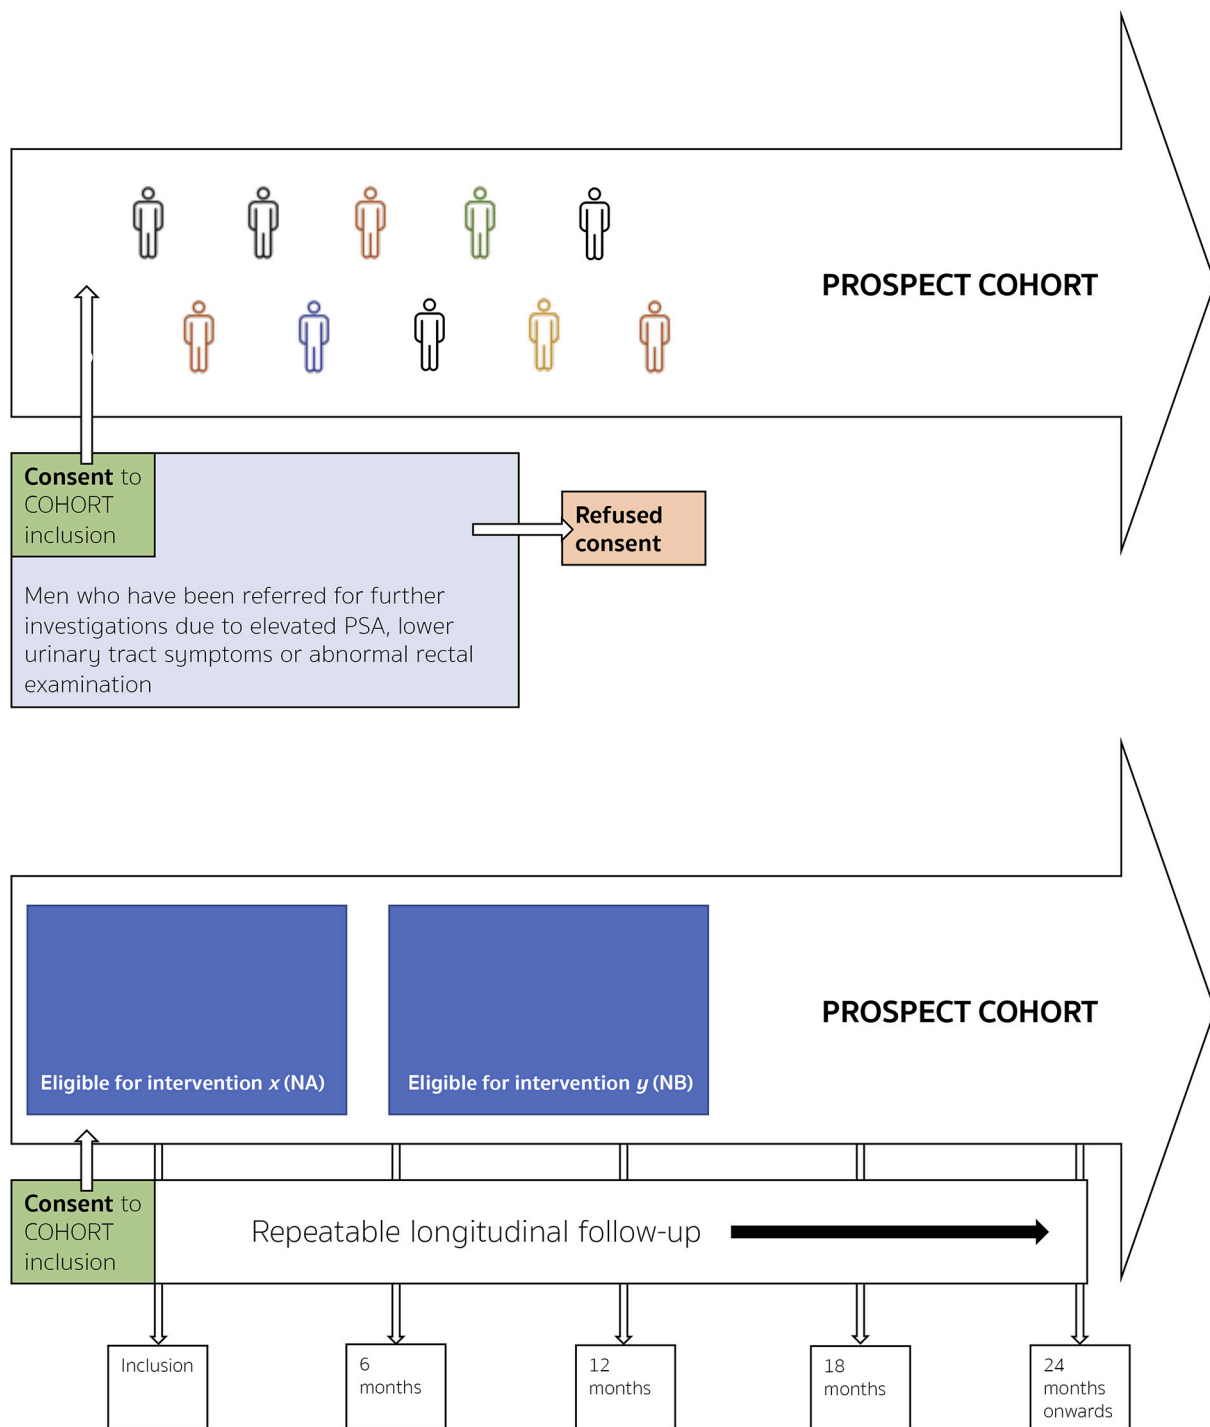 PROSPECT COHORT
Consent to
COHORT
inclusion
Refused
consent
Men who have been referred for further
investigations due to elevated PSA, lower
urinary tract symptoms or abnormal rectal
examination
PROSPECT COHORT
Eligible for intervention x (NA)
Eligible for intervention y (NB)
Consent to
COHORT
inclusion
Repeatable longitudinal follow-up
Inclusion
6
months
12
months
18
months
24
months
onwards